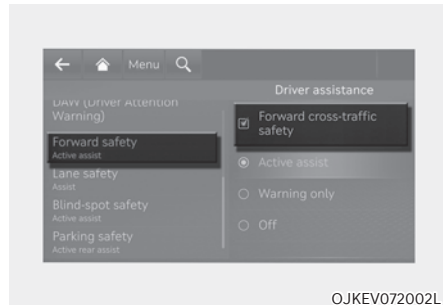 Menu
Driver assistance
DAW (Driver Attention
Warning)
Forward safety
Active assist
Lane safety
Assist
Blind-spot safety
Active assist
Parking safety
Active rear assist
Forward cross-traffic
safety
Active assist
Warning only
Off
OJKEV072002L